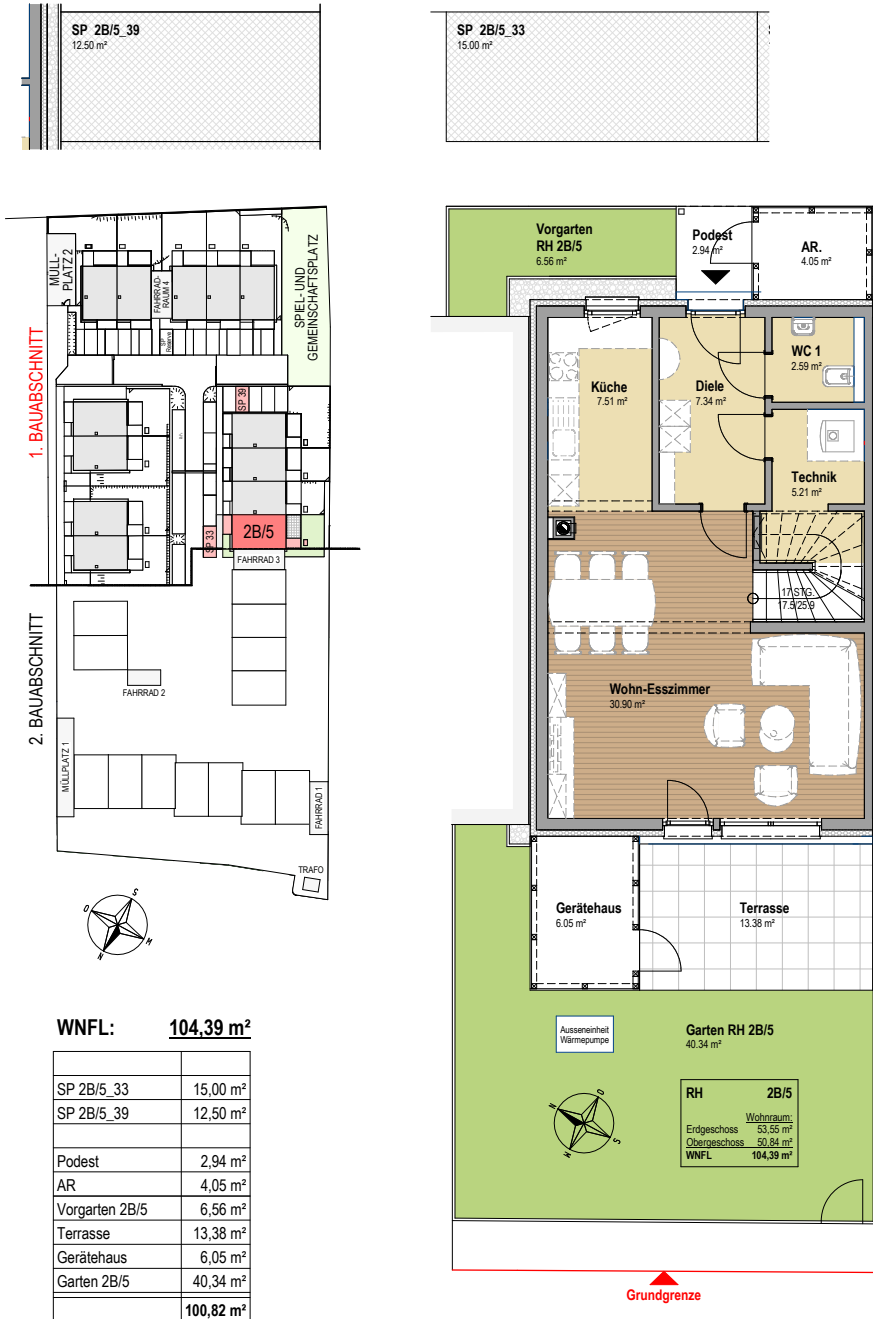 SP 2B/5_39
12.50 m²
SP 2B/5_33
15.00 m²
MÜLL-
PLATZ 2
FAHRRAD-
RAUM 4
SP
Reserve
SPIEL- UND
GEMEINSCHAFTSPLATZ
1. BAUABSCHNITT
SP 39
SP 33
2B/5
FAHRRAD 3
2. BAUABSCHNITT
FAHRRAD 2
MÜLLPLATZ 1
FAHRRAD 1
TRAFO
O
S
N
WNFL: 104,39 m²
SP 2B/5_33 15,00 m²
SP 2B/5_39 12,50 m²
Podest 2,94 m²
AR 4,05 m²
Vorgarten 2B/5 6,56 m²
Terrasse 13,38 m²
Gerätehaus 6,05 m²
Garten 2B/5 40,34 m²
100,82 m²
Vorgarten
RH 2B/5
6.56 m²
Podest
2.94 m²
AR.
4.05 m²
Küche
7.51 m²
Diele
7.34 m²
WC 1
2.59 m²
Technik
5.21 m²
17 STG.
17.5/25.9
Wohn-Esszimmer
30.90 m²
Gerätehaus
6.05 m²
Terrasse
13.38 m²
Ausseneinheit
Wärmepumpe
Garten RH 2B/5
40.34 m²
O
N
S
RH 2B/5
Wohnraum:
Erdgeschoss 53,55 m²
Obergeschoss 50,84 m²
WNFL 104,39 m²
Grundgrenze